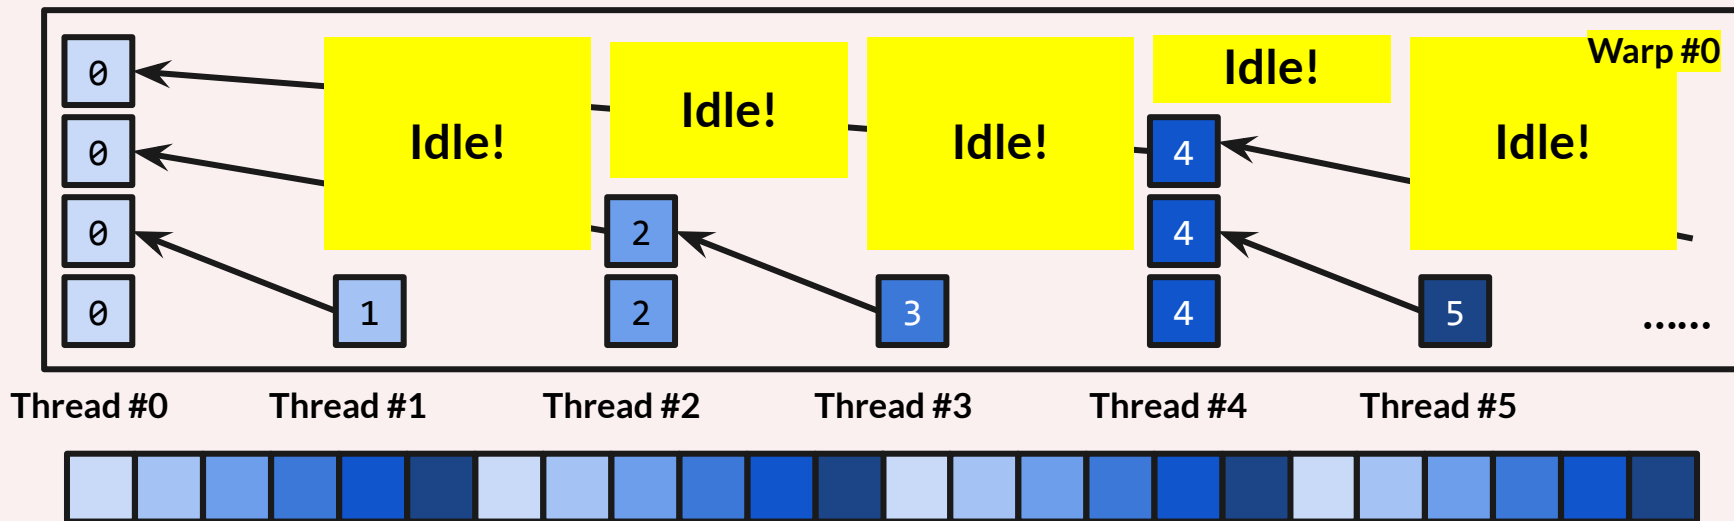 Warp #0
0 Idle! Idle! Idle! Idle! Idle!
0 4
0 2 4
0 1 2 3 4 5 ......
Thread #0 Thread #1 Thread #2 Thread #3 Thread #4 Thread #5